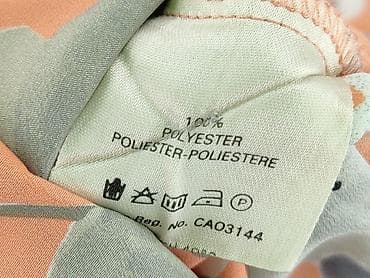 100%
POLYESTER
POLIESTER-POLIESTERE
P
Reg. No. CA03144